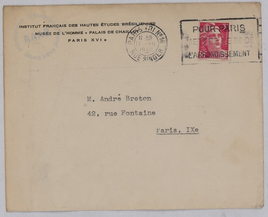 INSTITUT FRANÇAIS DES HAUTES ÉTUDES BRÉSILIENNES
MUSÉE DE L'HOMME - PALAIS DE CHAILLOT
PARIS XVIe
POUR PARIS
M. André Breton
42, rue Fontaine
Paris, IXe